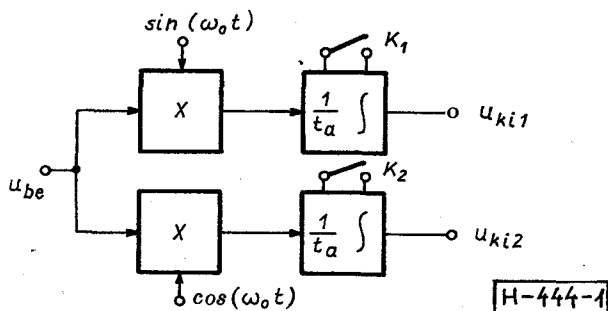 sin (ω₀t)
K₁
X
1/tₐ ∫
u_ki1
u_be
K₂
X
1/tₐ ∫
u_ki2
cos(ω₀t)
H-444-1